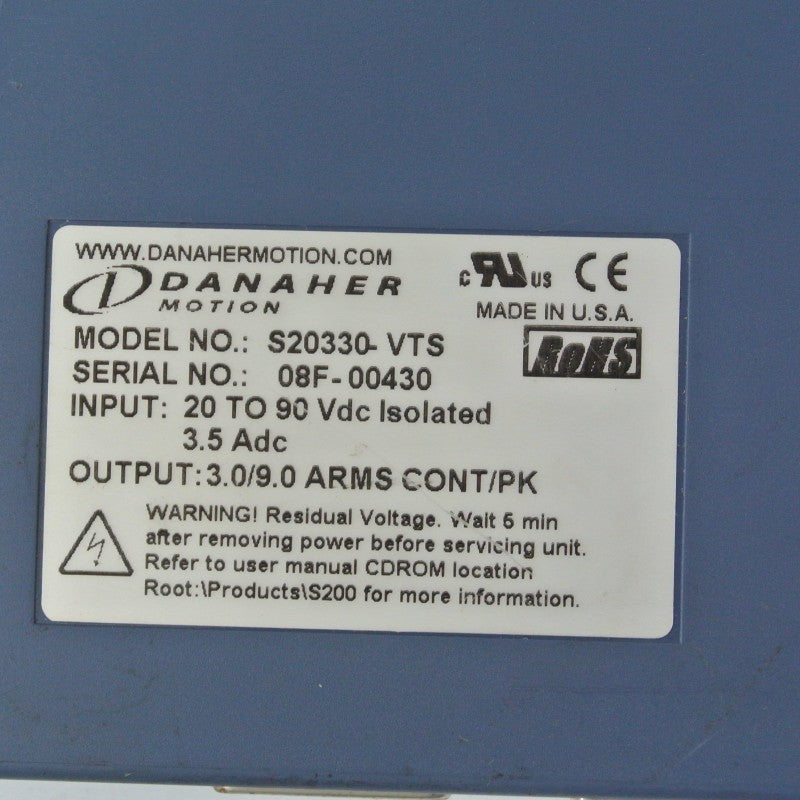 WWW.DANAHERMOTION.COM
DANAHER
MOTION
c RU US CE
MADE IN U.S.A.
RoHS
MODEL NO.: S20330-VTS
SERIAL NO.: 08F-00430
INPUT: 20 TO 90 Vdc Isolated
3.5 Adc
OUTPUT: 3.0/9.0 ARMS CONT/PK
WARNING! Residual Voltage. Wait 5 min
after removing power before servicing unit.
Refer to user manual CDROM location
Root:\Products\S200 for more information.